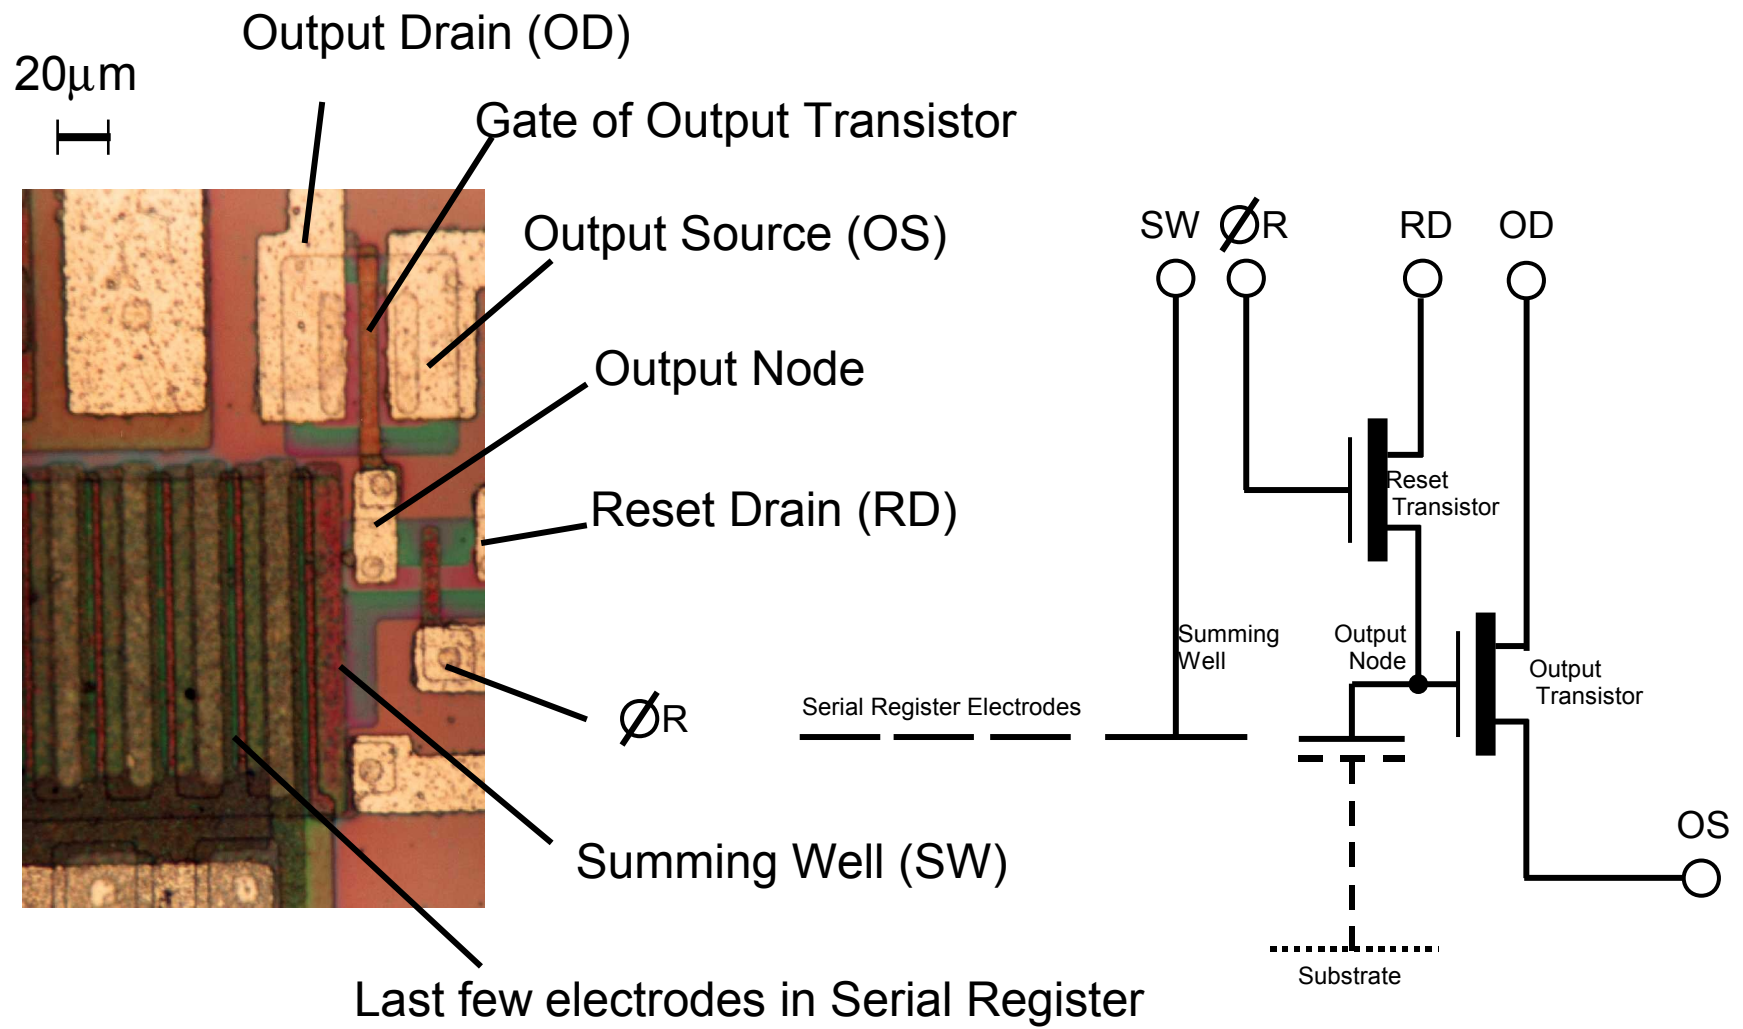 Output Drain (OD)
20μm
Gate of Output Transistor
Output Source (OS)
Output Node
Reset Drain (RD)
∅R
Summing Well (SW)
Last few electrodes in Serial Register
SW
∅R
RD
OD
Reset
Transistor
Summing
Well
Output
Node
Output
Transistor
Serial Register Electrodes
OS
Substrate